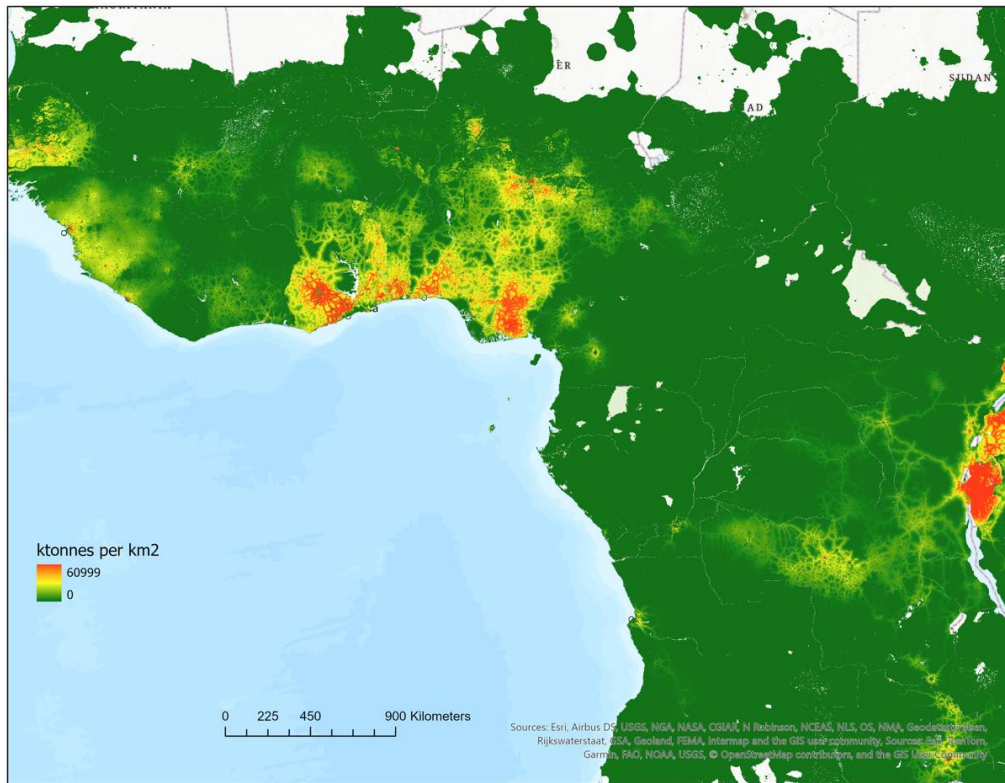 SUDAN
ktonnes per km2
60999
0
0 225 450 900 Kilometers
Sources: Esri, Airbus DS, USGS, NGA, NASA, CGIAR, N Robinson, NCEAS, NLS, OS, NMA,
Rijkswaterstaat, GSA, Geoland, FEMA, Intermap and the GIS user community, Sources:
Garmin, FAO, NOAA, USGS, © OpenStreetMap contributors, and the GIS User Community